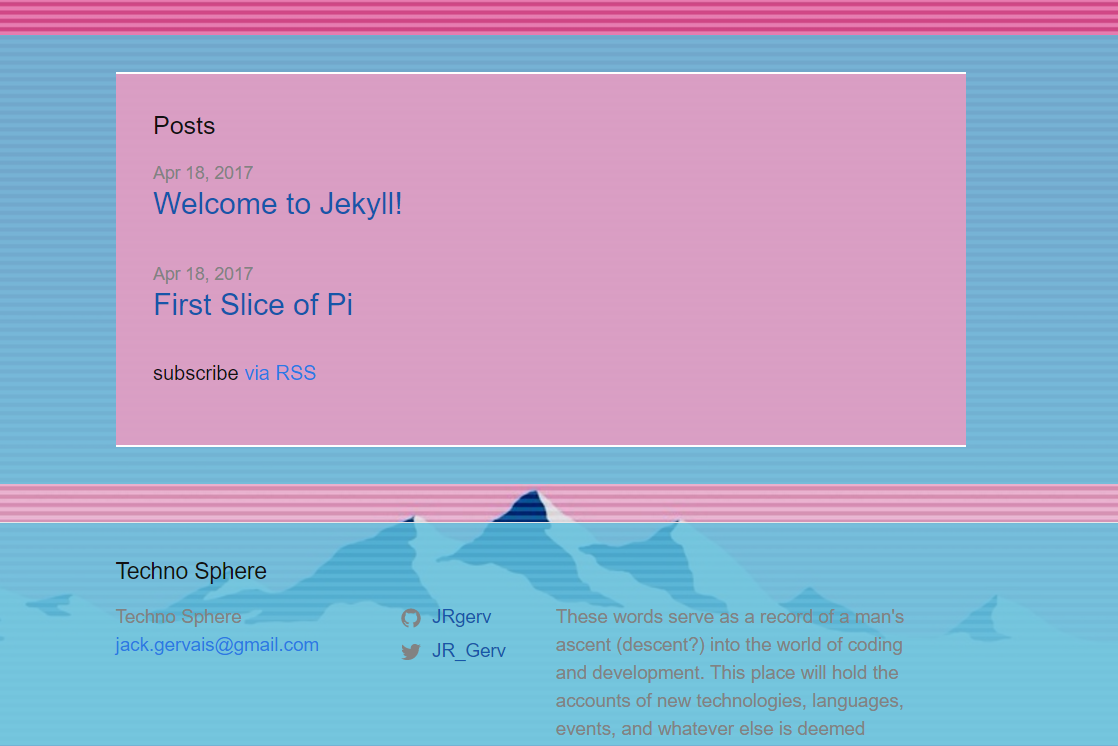 Posts
Apr 18, 2017
Welcome to Jekyll!
Apr 18, 2017
First Slice of Pi
subscribe via RSS
Techno Sphere
Techno Sphere
jack.gervais@gmail.com
JRgerv
JR_Gerv
These words serve as a record of a man's
ascent (descent?) into the world of coding
and development. This place will hold the
accounts of new technologies, languages,
events, and whatever else is deemed